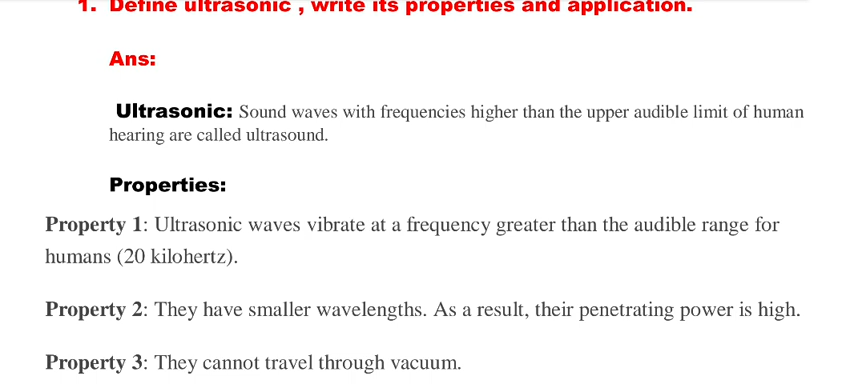 1. Define ultrasonic , write its properties and application.
Ans:
Ultrasonic: Sound waves with frequencies higher than the upper audible limit of human
hearing are called ultrasound.
Properties:
Property 1: Ultrasonic waves vibrate at a frequency greater than the audible range for
humans (20 kilohertz).
Property 2: They have smaller wavelengths. As a result, their penetrating power is high.
Property 3: They cannot travel through vacuum.